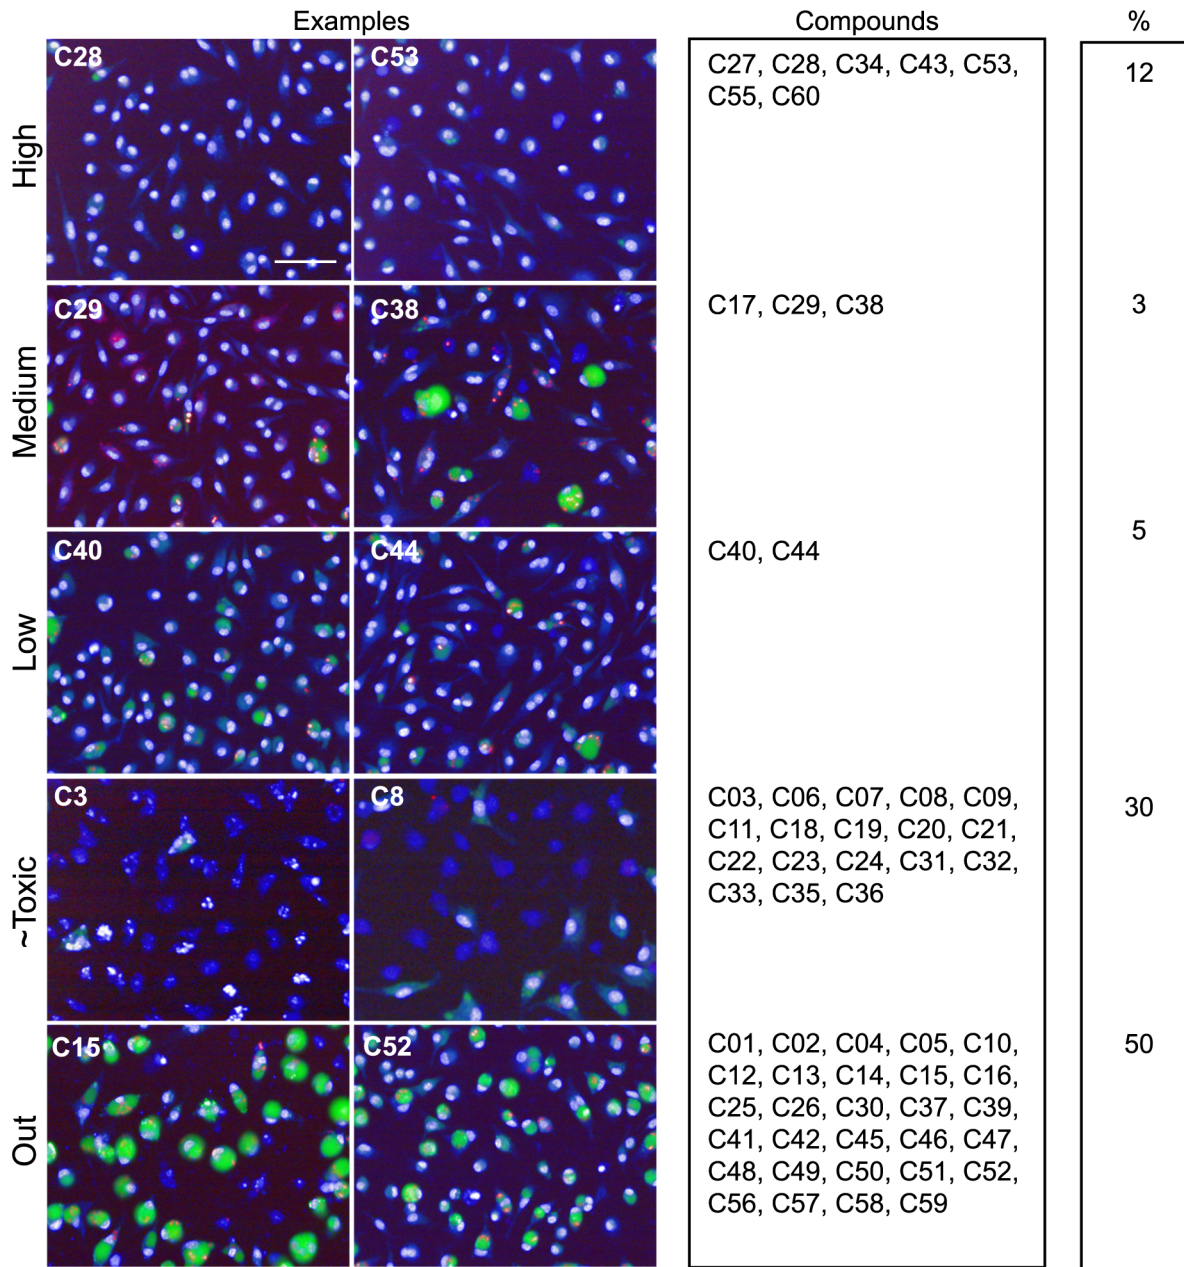 Examples
Compounds
%
High
C28
C53
C27, C28, C34, C43, C53,
C55, C60
12
Medium
C29
C38
C17, C29, C38
3
Low
C40
C44
C40, C44
5
~Toxic
C3
C8
C03, C06, C07, C08, C09,
C11, C18, C19, C20, C21,
C22, C23, C24, C31, C32,
C33, C35, C36
30
Out
C15
C52
C01, C02, C04, C05, C10,
C12, C13, C14, C15, C16,
C25, C26, C30, C37, C39,
C41, C42, C45, C46, C47,
C48, C49, C50, C51, C52,
C56, C57, C58, C59
50